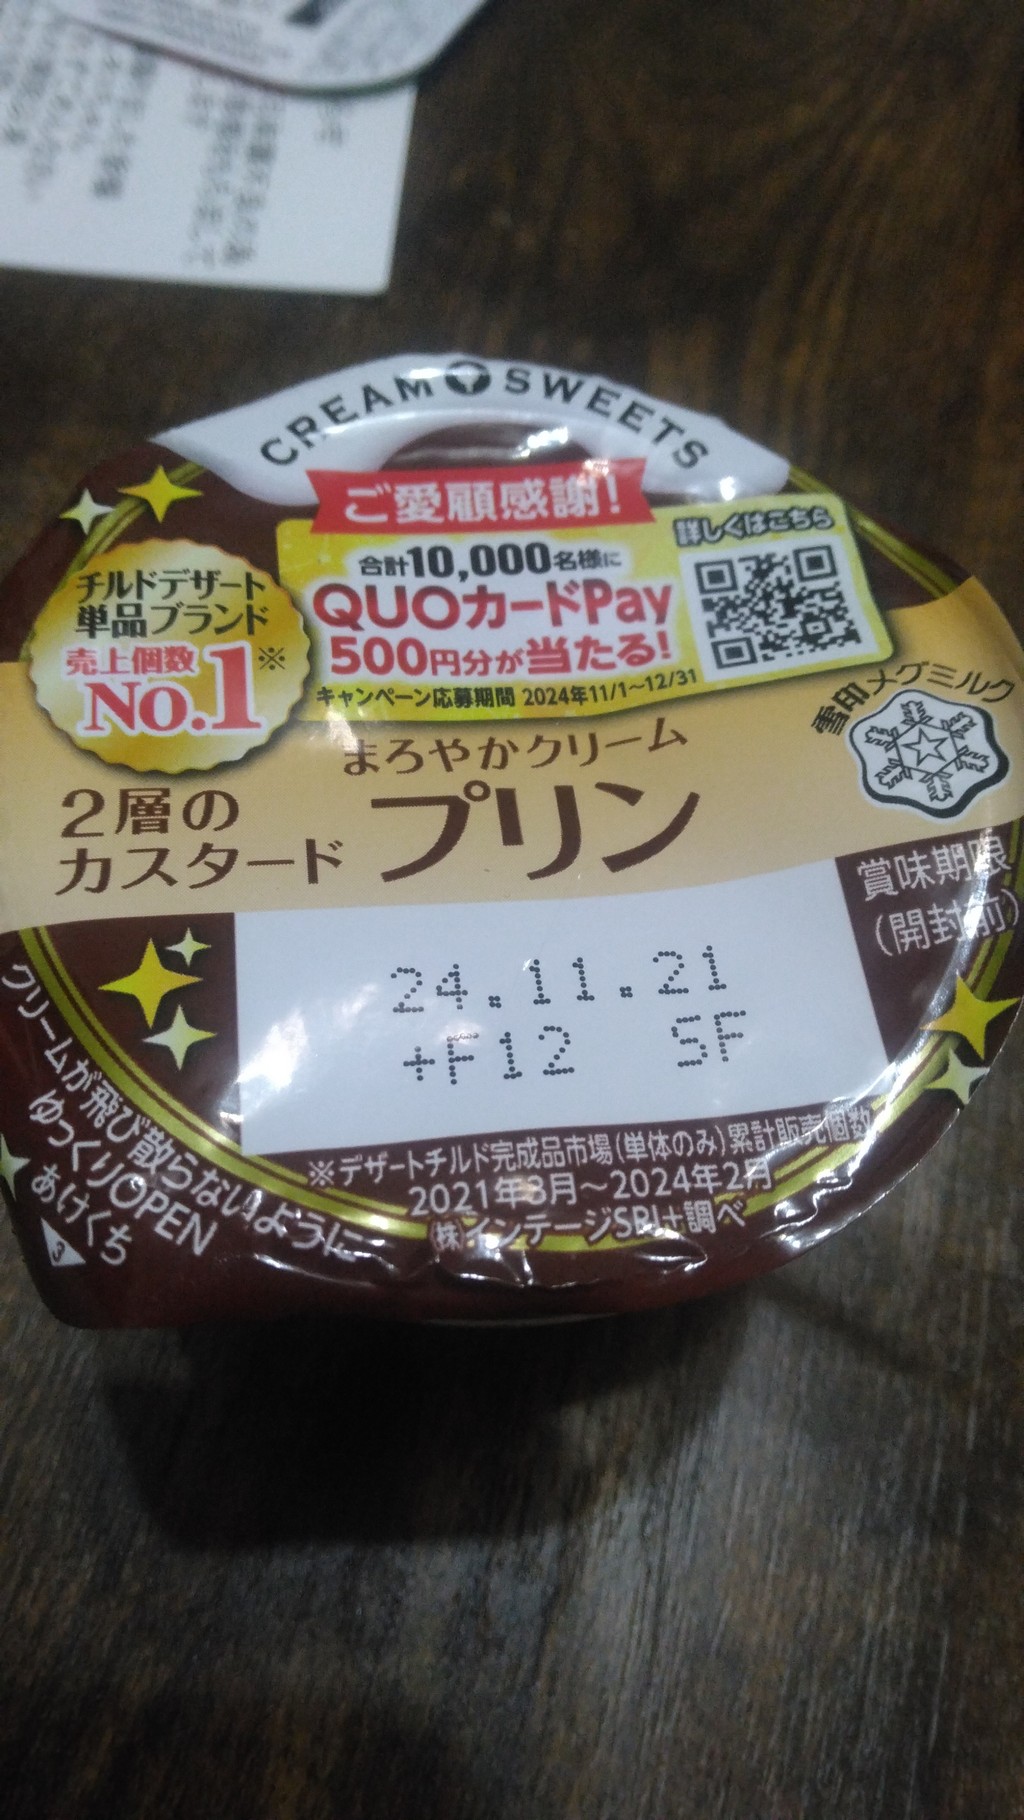 CREAM SWEETS
ご愛顧感謝!
詳しくはこちら
合計10,000名様に
QUOカードPay
500円分が当たる!
キャンペーン応募期間 2024年11/1~12/31
チルドデザート
単品ブランド
売上個数※
No.1
雪印メグミルク
まろやかクリーム
2層の
カスタード
プリン
賞味期限
(開封前)
24.11.21
+F12 SF
※デザートチルド完成品市場(単体のみ)累計販売個数
2021年3月~2024年2月
(株)インテージSRI+調べ
クリームが飛び散らないように
ゆっくりOPEN
あけくち
3